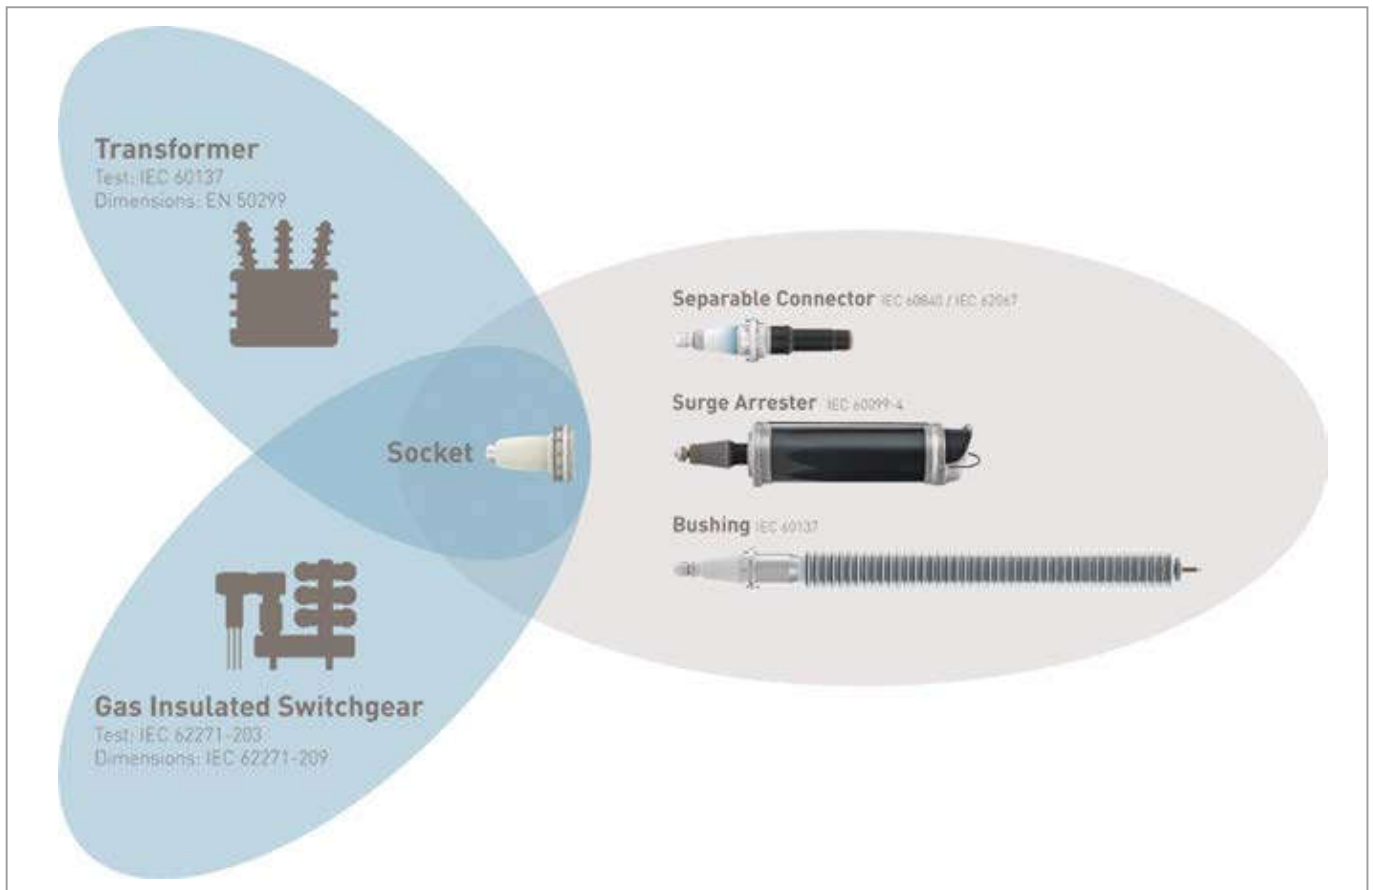 Transformer
Test: IEC 60137
Dimensions: EN 50299
Separable Connector IEC 60840 / IEC 62067
Surge Arrester IEC 60099-4
Socket
Bushing IEC 60137
Gas Insulated Switchgear
Test: IEC 62271-203
Dimensions: IEC 62271-209